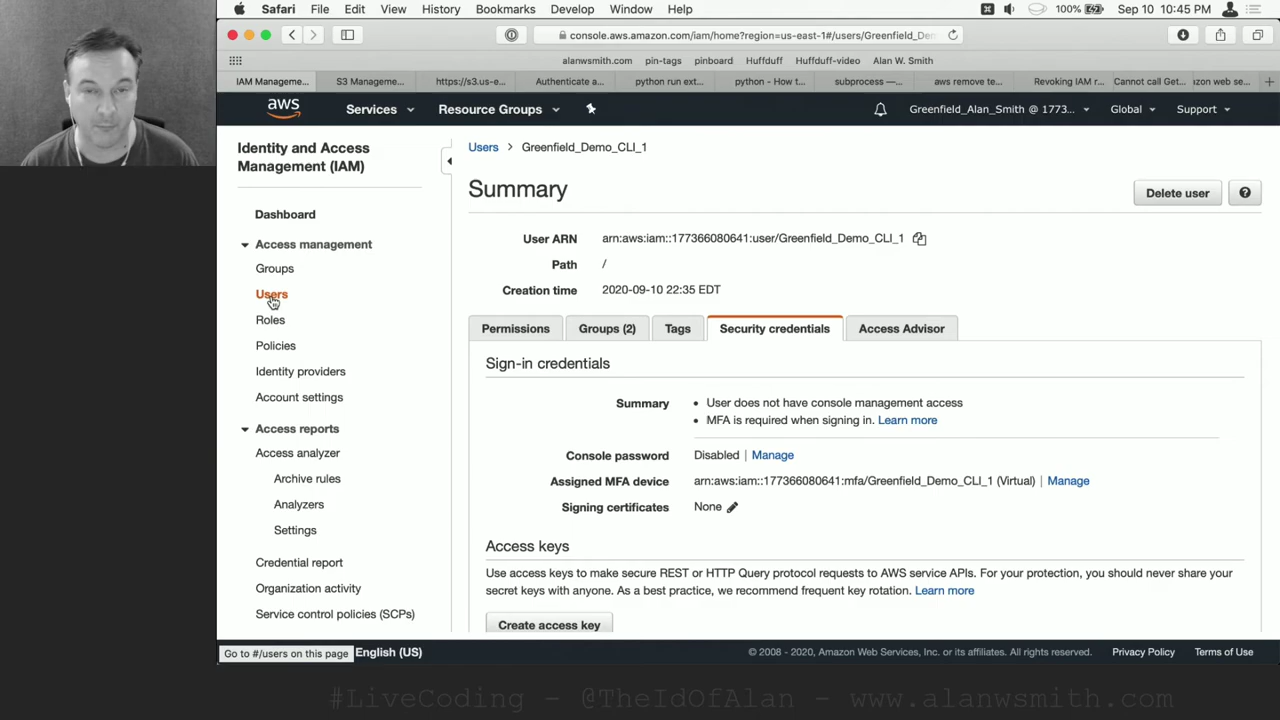 Safari File Edit View History Bookmarks Develop Window Help 100% Sep 10 10:45 PM
console.aws.amazon.com/iam/home?region=us-east-1#/users/Greenfield_De
alanwsmith.com pin-tags pinboard Huffduff Huffduff-video Alan W. Smith
IAM Manageme... S3 Manageme... https://s3.us-e... Authenticate a... python run ext... python - How t... subprocess —... aws remove te... Revoking IAM r... Cannot call Get... zon web se...
aws Services Resource Groups Greenfield_Alan_Smith @ 1773... Global Support
Identity and Access
Management (IAM)
Dashboard
Access management
Groups
Users
Roles
Policies
Identity providers
Account settings
Access reports
Access analyzer
Archive rules
Analyzers
Settings
Credential report
Organization activity
Service control policies (SCPs)
Users > Greenfield_Demo_CLI_1
Summary
Delete user
User ARN arn:aws:iam::177366080641:user/Greenfield_Demo_CLI_1
Path /
Creation time 2020-09-10 22:35 EDT
Permissions Groups (2) Tags Security credentials Access Advisor
Sign-in credentials
Summary • User does not have console management access
• MFA is required when signing in. Learn more
Console password Disabled | Manage
Assigned MFA device arn:aws:iam::177366080641:mfa/Greenfield_Demo_CLI_1 (Virtual) | Manage
Signing certificates None
Access keys
Use access keys to make secure REST or HTTP Query protocol requests to AWS service APIs. For your protection, you should never share your
secret keys with anyone. As a best practice, we recommend frequent key rotation. Learn more
Create access key
Go to #/users on this page English (US) © 2008 - 2020, Amazon Web Services, Inc. or its affiliates. All rights reserved. Privacy Policy Terms of Use
#LiveCoding - @TheIdOfAlan - www.alanwsmith.com